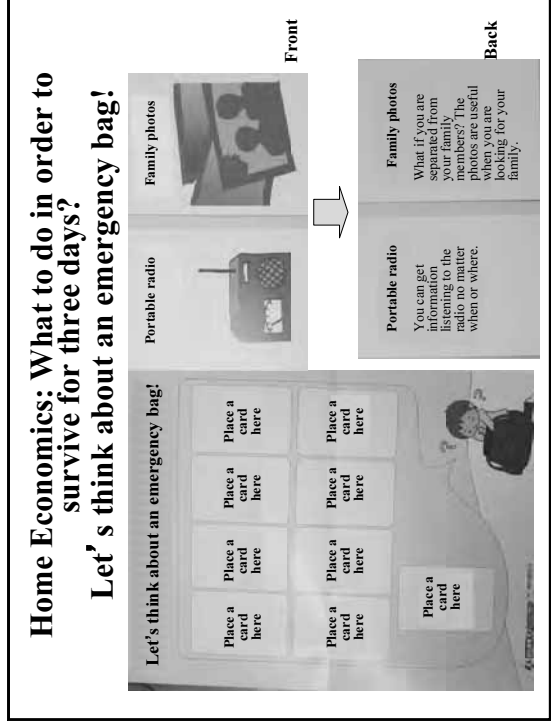 Home Economics: What to do in order to
survive for three days?
Let's think about an emergency bag!
Let's think about an emergency bag!
Place a
card
here
Place a
card
here
Place a
card
here
Place a
card
here
Place a
card
here
Place a
card
here
Place a
card
here
Place a
card
here
Place a
card
here
?
?
Portable radio
Family photos
Front
Portable radio
You can get
information
listening to the
radio no matter
when or where.
Family photos
What if you are
separated from
your family
members? The
photos are useful
when you are
looking for your
family.
Back